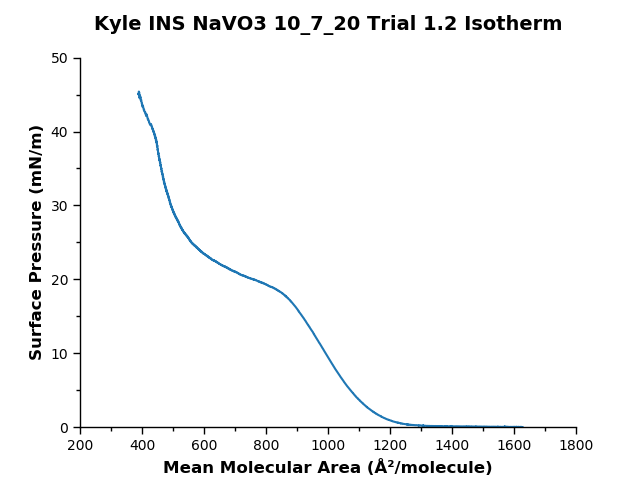 Kyle INS NaVO3 10_7_20 Trial 1.2 Isotherm
50
40
30
20
10
0
Surface Pressure (mN/m)
200 400 600 800 1000 1200 1400 1600 1800
Mean Molecular Area (Å²/molecule)